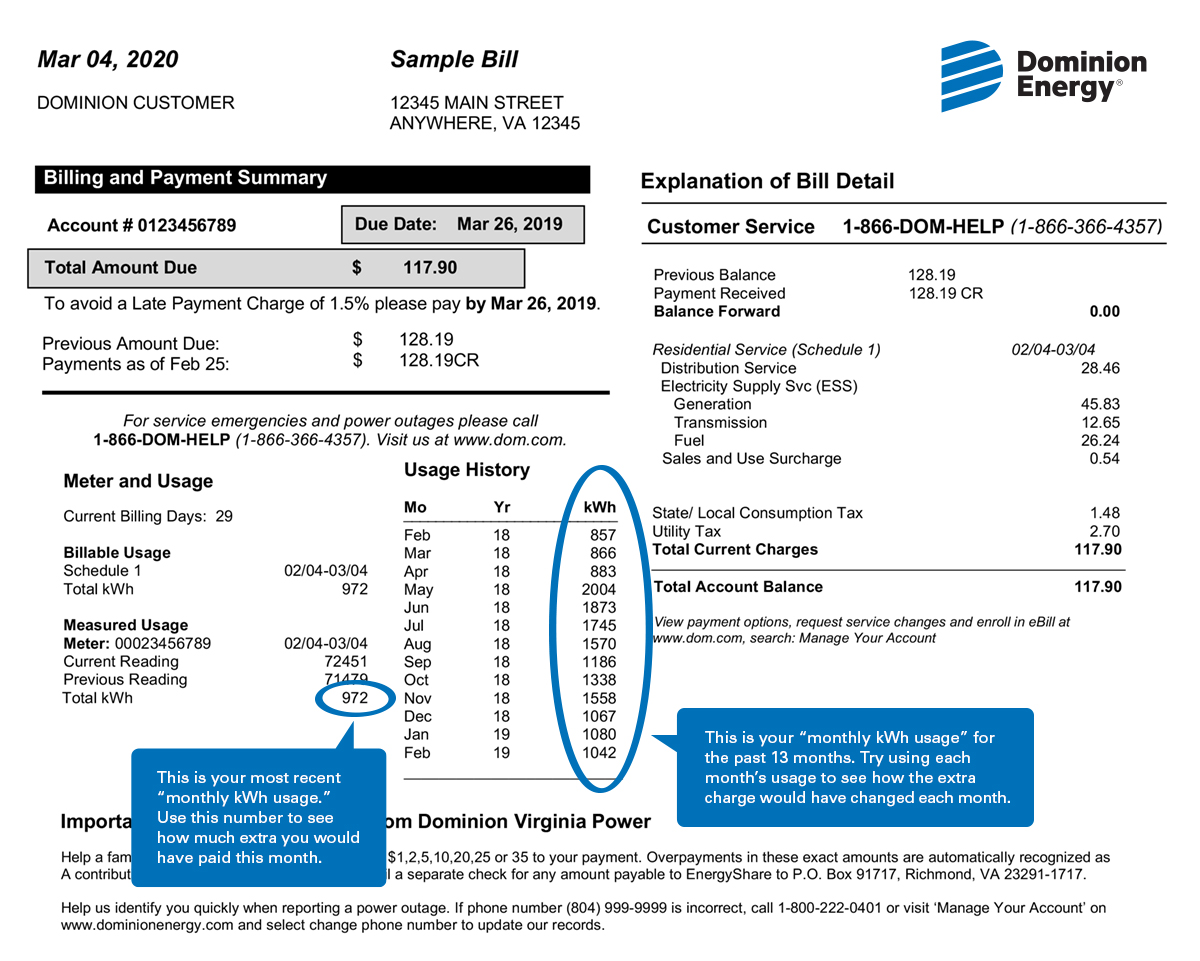 Mar 04, 2020
Sample Bill
Dominion
Energy®
DOMINION CUSTOMER
12345 MAIN STREET
ANYWHERE, VA 12345
Billing and Payment Summary
Account # 0123456789
Due Date: Mar 26, 2019
Total Amount Due $ 117.90
To avoid a Late Payment Charge of 1.5% please pay by Mar 26, 2019.
Previous Amount Due: $ 128.19
Payments as of Feb 25: $ 128.19CR
For service emergencies and power outages please call
1-866-DOM-HELP (1-866-366-4357). Visit us at www.dom.com.
Meter and Usage
Current Billing Days: 29
Billable Usage
Schedule 1 02/04-03/04
Total kWh 972
Measured Usage
Meter: 00023456789 02/04-03/04
Current Reading 72451
Previous Reading 71479
Total kWh 972
Usage History
Mo Yr kWh
Feb 18 857
Mar 18 866
Apr 18 883
May 18 2004
Jun 18 1873
Jul 18 1745
Aug 18 1570
Sep 18 1186
Oct 18 1338
Nov 18 1558
Dec 18 1067
Jan 19 1080
Feb 19 1042
Explanation of Bill Detail
Customer Service 1-866-DOM-HELP (1-866-366-4357)
Previous Balance 128.19
Payment Received 128.19 CR
Balance Forward 0.00
Residential Service (Schedule 1) 02/04-03/04
Distribution Service 28.46
Electricity Supply Svc (ESS)
Generation 45.83
Transmission 12.65
Fuel 26.24
Sales and Use Surcharge 0.54
State/ Local Consumption Tax 1.48
Utility Tax 2.70
Total Current Charges 117.90
Total Account Balance 117.90
View payment options, request service changes and enroll in eBill at
www.dom.com, search: Manage Your Account
This is your most recent
“monthly kWh usage.”
Use this number to see
how much extra you would
have paid this month.
This is your “monthly kWh usage” for
the past 13 months. Try using each
month’s usage to see how the extra
charge would have changed each month.
Dominion Virginia Power
Help a $1,2,5,10,20,25 or 35 to your payment. Overpayments in these exact amounts are automatically recognized as
A a separate check for any amount payable to EnergyShare to P.O. Box 91717, Richmond, VA 23291-1717.
Help us identify you quickly when reporting a power outage. If phone number (804) 999-9999 is incorrect, call 1-800-222-0401 or visit ‘Manage Your Account’ on
www.dominionenergy.com and select change phone number to update our records.